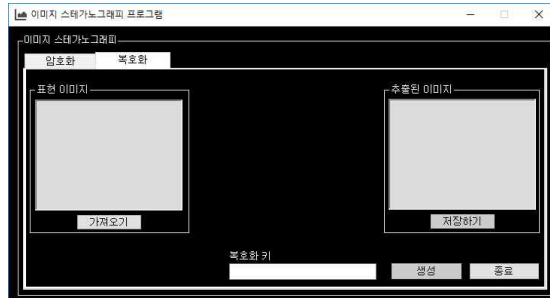 이미지 스테가노그래피 프로그램
이미지 스테가노그래피
암호화 복호화
표현 이미지
추출된 이미지
가져오기
저장하기
복호화 키
생성
종료